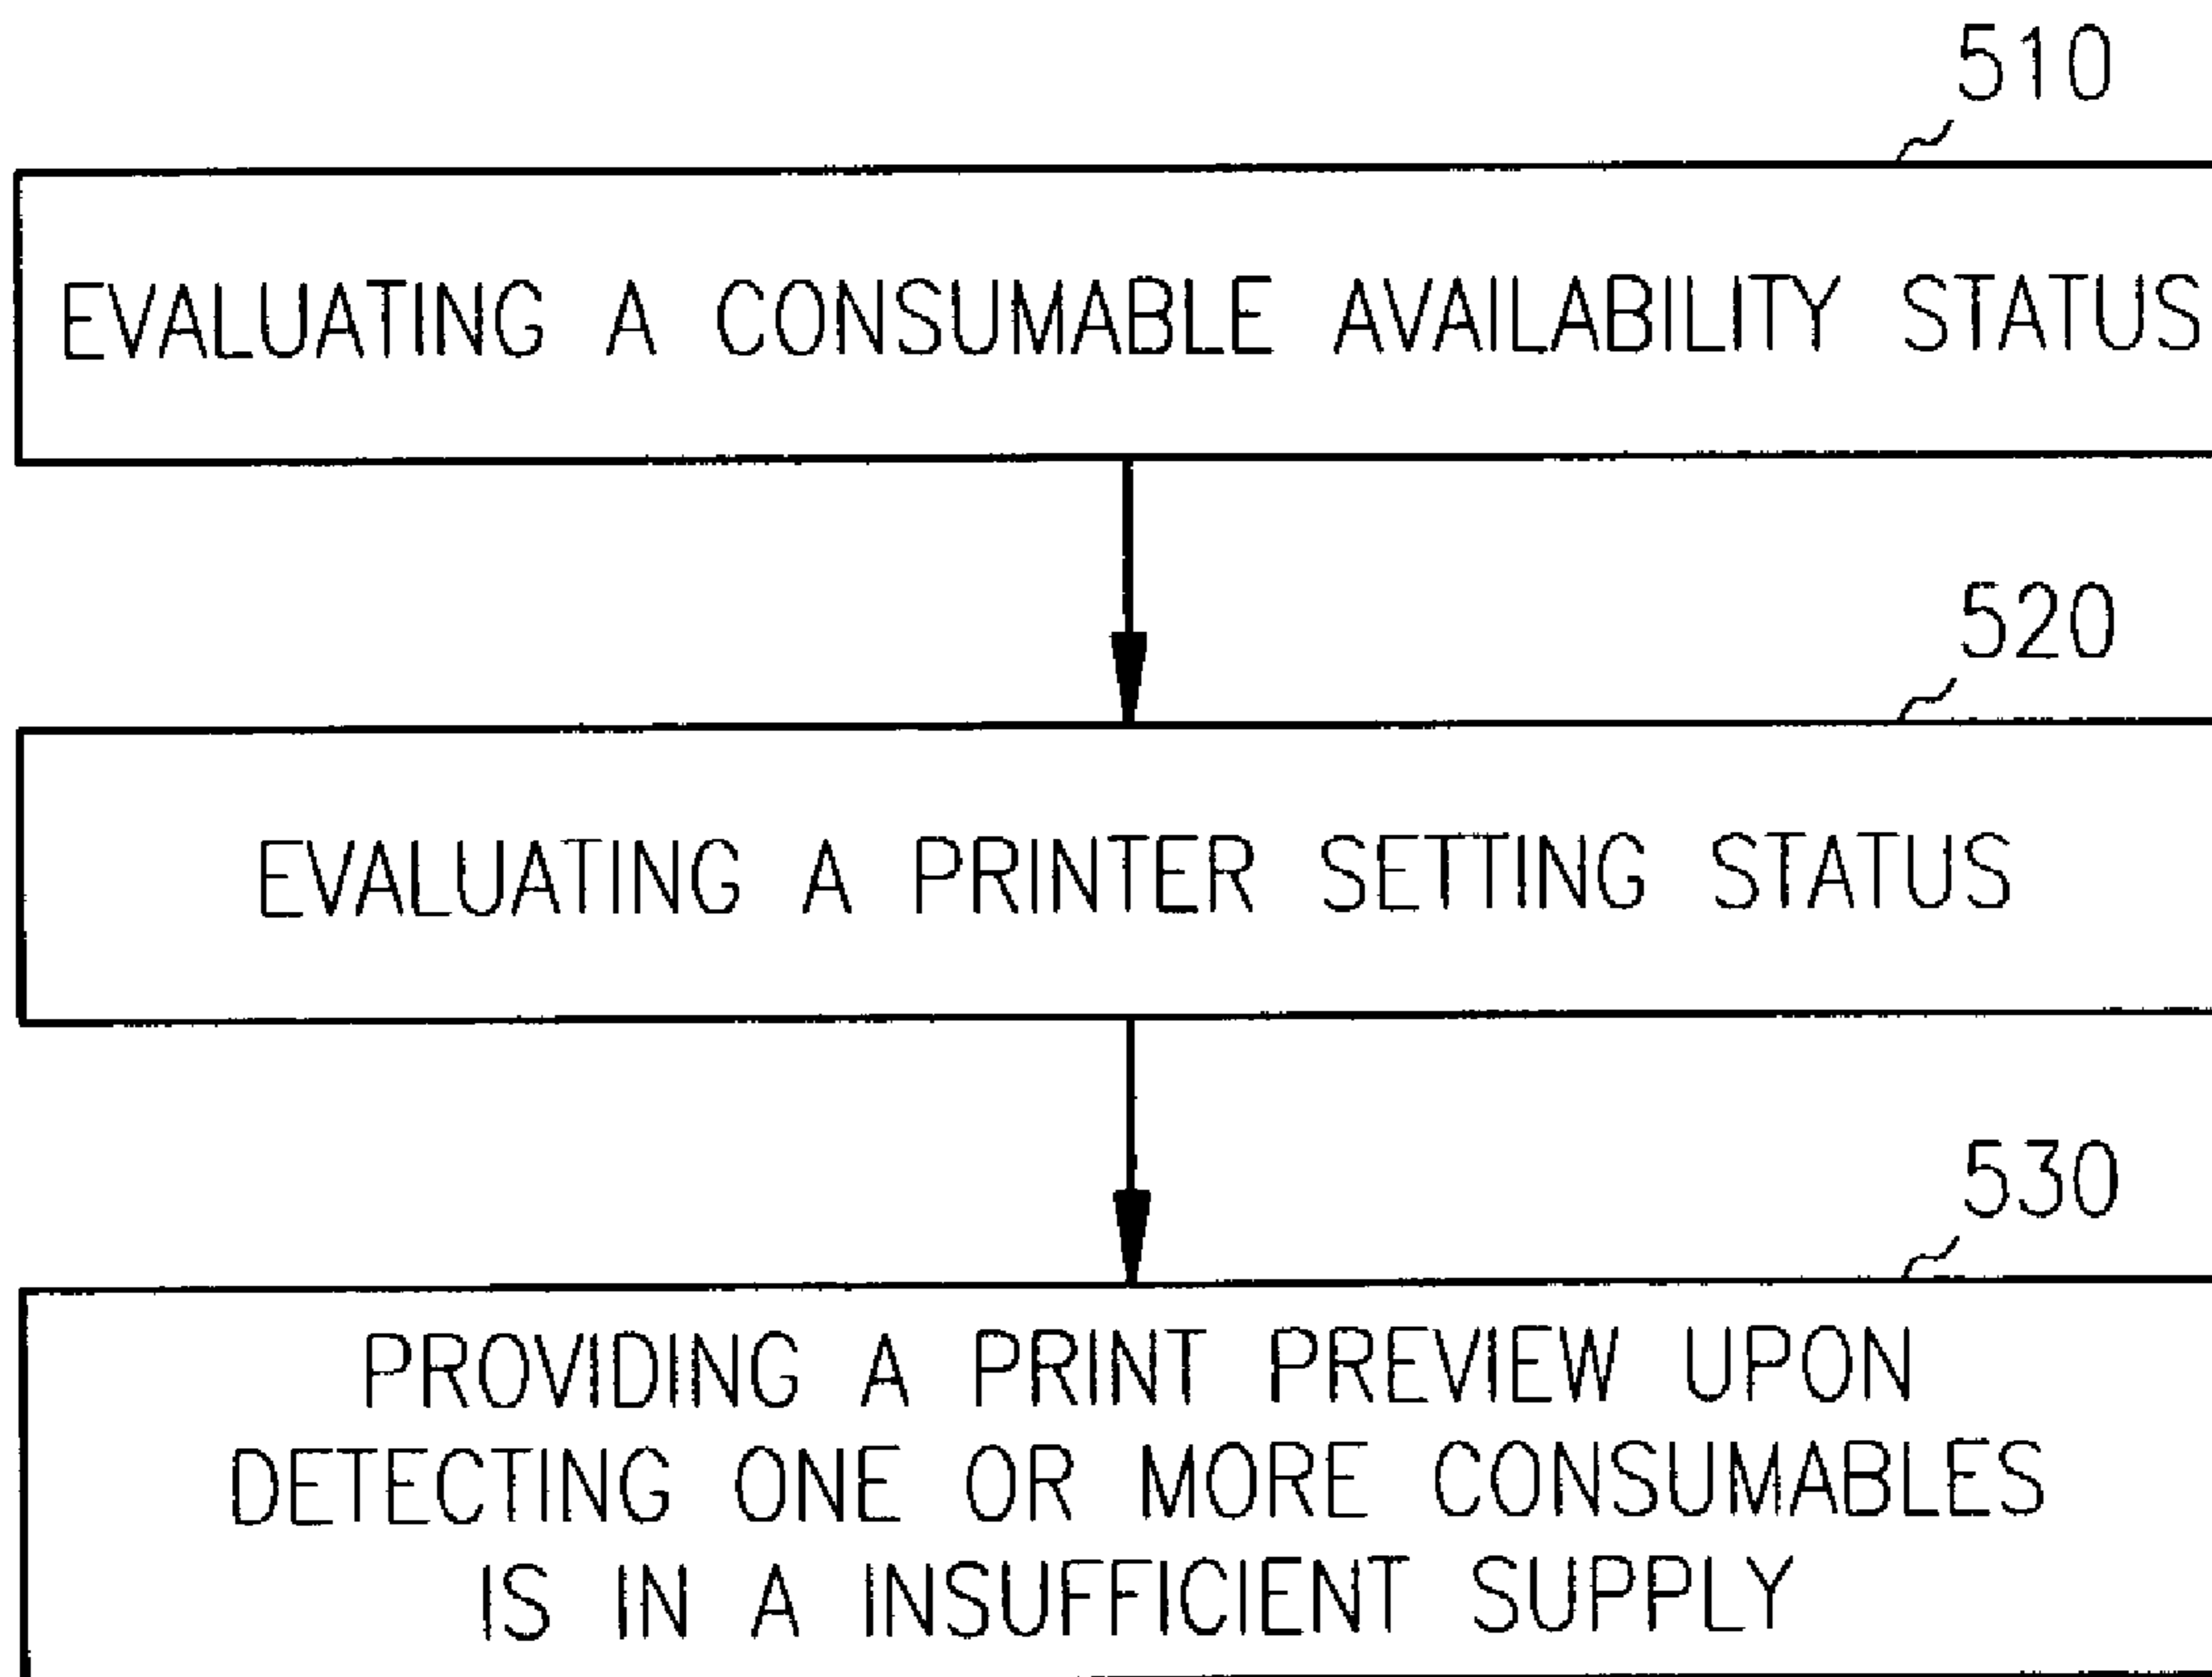 510
EVALUATING A CONSUMABLE AVAILABILITY STATUS
520
EVALUATING A PRINTER SETTING STATUS
530
PROVIDING A PRINT PREVIEW UPON
DETECTING ONE OR MORE CONSUMABLES
IS IN A INSUFFICIENT SUPPLY